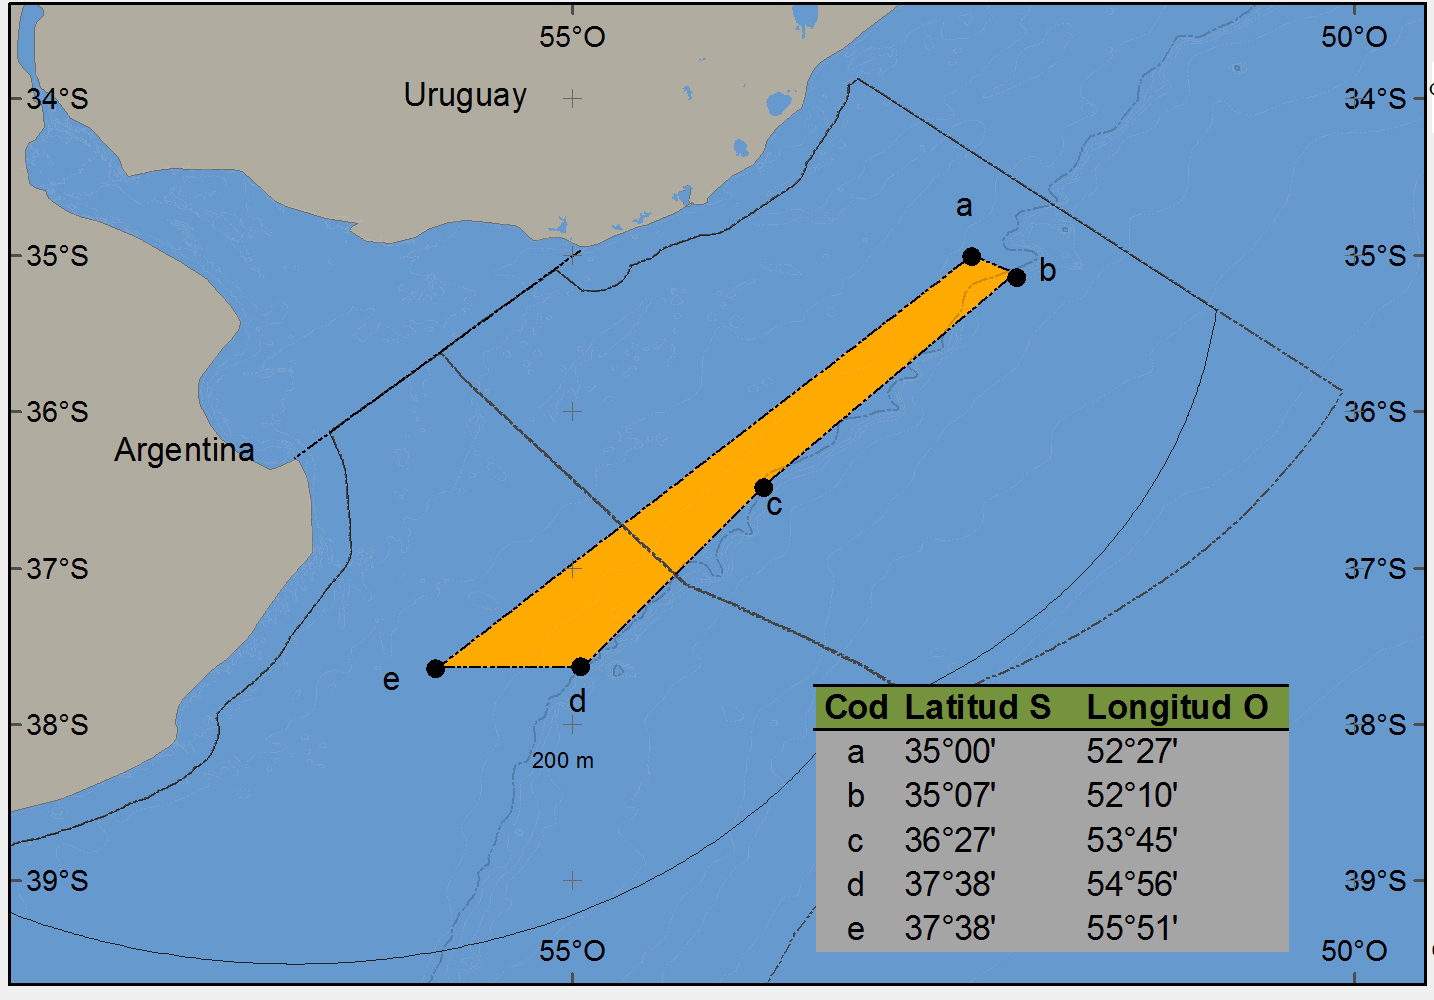 55°O 50°O
Uruguay
34°S 34°S
a
35°S b 35°S
36°S 36°S
Argentina
c
37°S 37°S
e
d
38°S 38°S
200 m
39°S 39°S
55°O 50°O
Cod Latitud S Longitud O
a 35°00' 52°27'
b 35°07' 52°10'
c 36°27' 53°45'
d 37°38' 54°56'
e 37°38' 55°51'